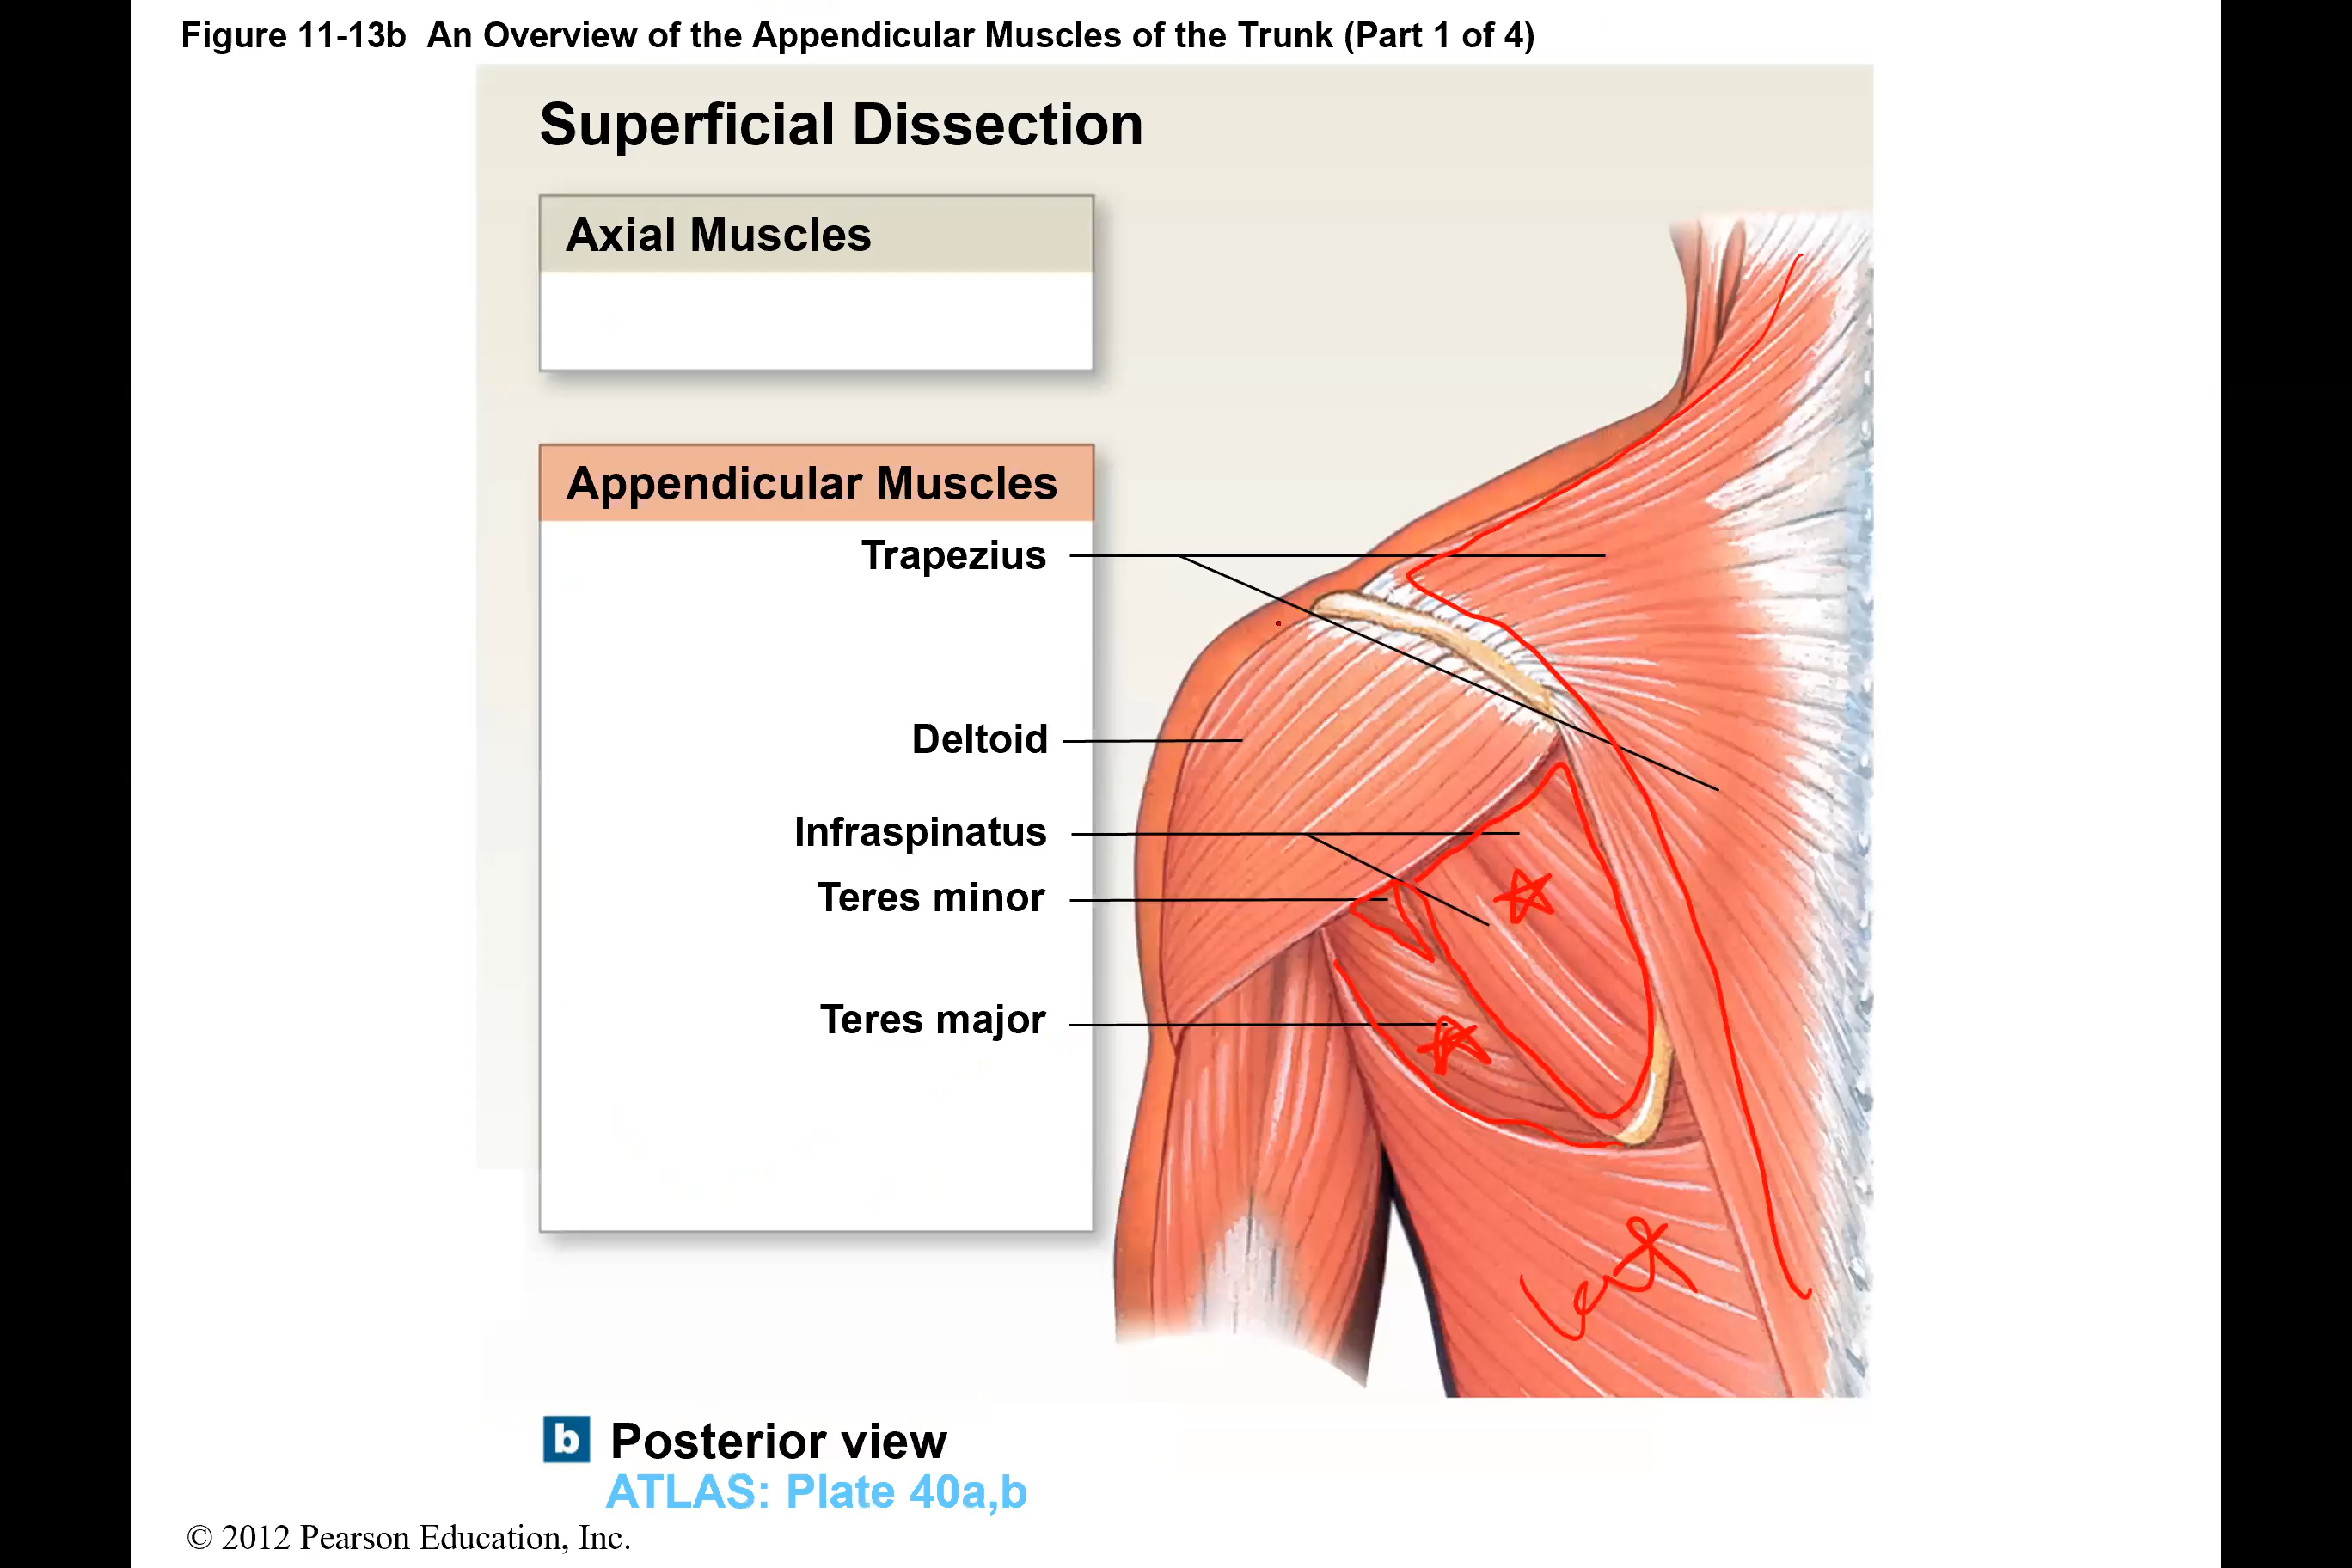 Figure 11-13b An Overview of the Appendicular Muscles of the Trunk (Part 1 of 4)
Superficial Dissection
Axial Muscles
Appendicular Muscles
Trapezius
Deltoid
Infraspinatus
Teres minor
Teres major
b Posterior view
ATLAS: Plate 40a,b
© 2012 Pearson Education, Inc.